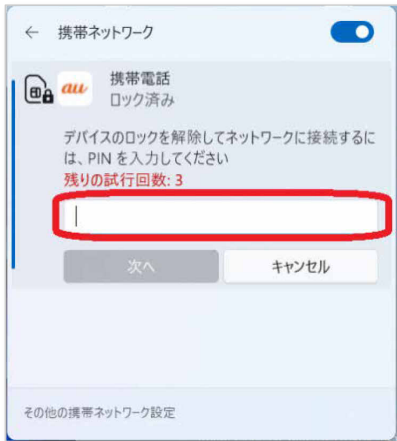 ← 携帯ネットワーク
au 携帯電話
ロック済み
デバイスのロックを解除してネットワークに接続するに
は、PIN を入力してください
残りの試行回数: 3
次へ キャンセル
その他の携帯ネットワーク設定